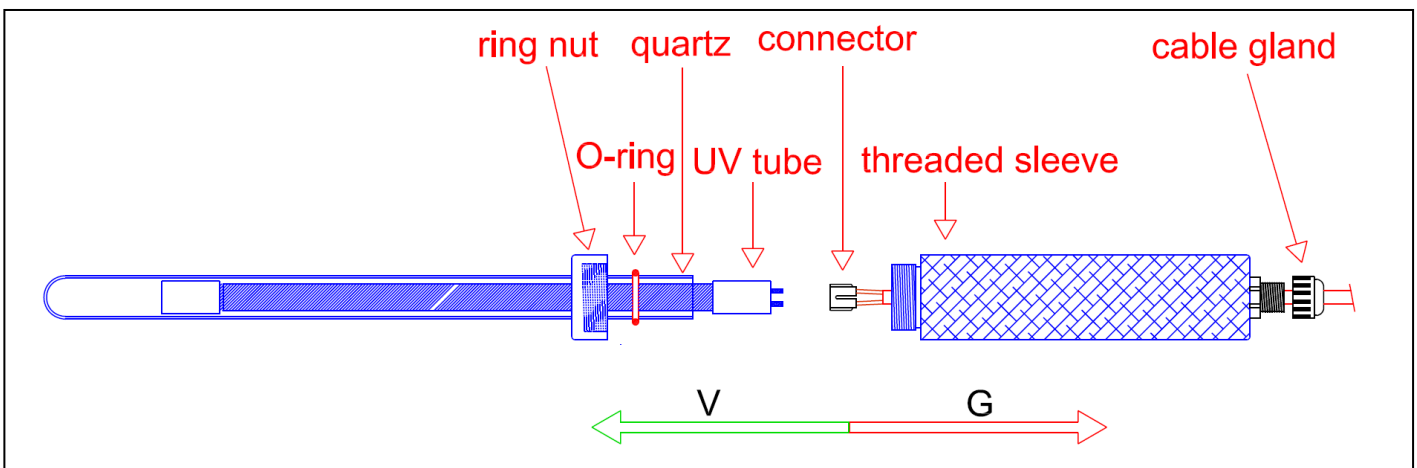 ring nut quartz connector cable gland
O-ring UV tube threaded sleeve
V G